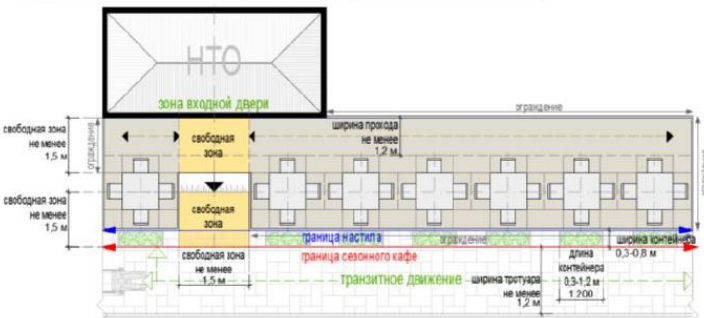 НТО
зона входной двери
ограждение
свободная зона
не менее
1,5 м
ограждение
свободная
зона
ширина прохода
не менее
1,2 м
свободная зона
не менее
1,5 м
свободная
зона
граница настила
ограждение
ширина контейнера
0,3-0,8 м
свободная зона
не менее
1,5 м
граница сезонного кафе
длина
контейнера
0,3-1,2 м
1.200
транзитное движение
ширина тротуара
не менее
1,2 м